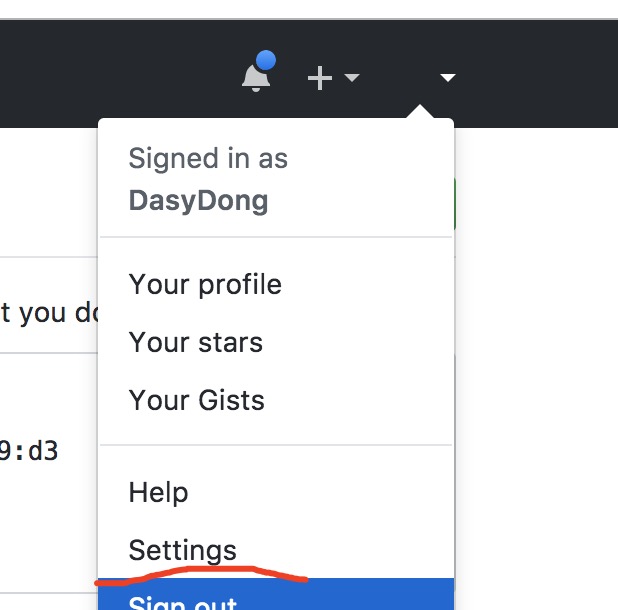 Signed in as
DasyDong
Your profile
t you do
Your stars
Your Gists
9:d3
Help
Settings
Sign out